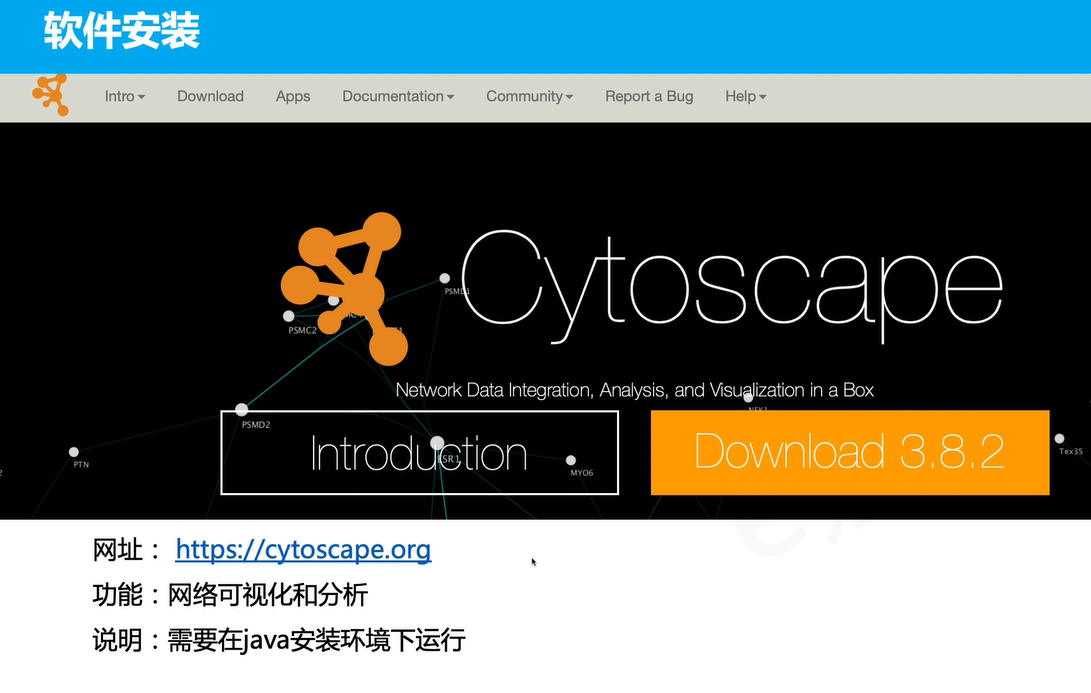 软件安装
Intro Download Apps Documentation Community Report a Bug Help
Cytoscape
PSMD1
PSMC2
Network Data Integration, Analysis, and Visualization in a Box
PSMD2
Introduction
Download 3.8.2
ESR1
PTN
MYO6
Tex35
网址： https://cytoscape.org
功能：网络可视化和分析
说明：需要在java安装环境下运行